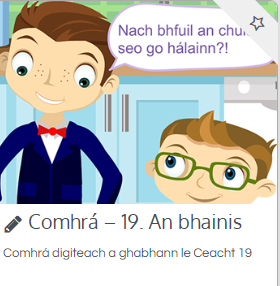 Nach bhfuil an
seo go hálainn?!
Comhrá – 19. An bhainis
Comhrá digiteach a ghabhann le Ceacht 19